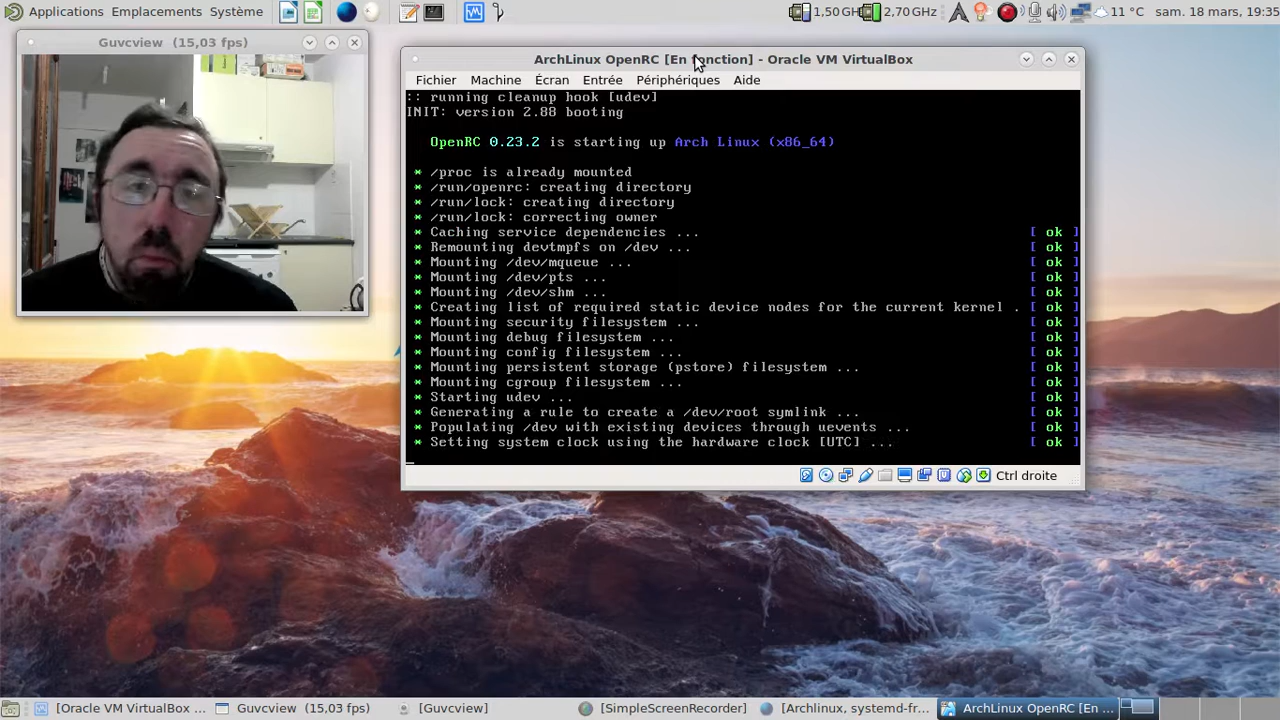 Applications Emplacements Système
1,50 GH 2,70 GHz 11 °C sam. 18 mars, 19:35
Guvcview (15,03 fps)
ArchLinux OpenRC [En fonction] - Oracle VM VirtualBox
Fichier Machine Écran Entrée Périphériques Aide
:: running cleanup hook [udev]
INIT: version 2.88 booting
OpenRC 0.23.2 is starting up Arch Linux (x86_64)
* /proc is already mounted
* /run/openrc: creating directory
* /run/lock: creating directory
* /run/lock: correcting owner
* Caching service dependencies ... [ ok ]
* Remounting devtmpfs on /dev ... [ ok ]
* Mounting /dev/mqueue ... [ ok ]
* Mounting /dev/pts ... [ ok ]
* Mounting /dev/shm ... [ ok ]
* Creating list of required static device nodes for the current kernel . [ ok ]
* Mounting security filesystem ... [ ok ]
* Mounting debug filesystem ... [ ok ]
* Mounting config filesystem ... [ ok ]
* Mounting persistent storage (pstore) filesystem ... [ ok ]
* Mounting cgroup filesystem ... [ ok ]
* Starting udev ... [ ok ]
* Generating a rule to create a /dev/root symlink ... [ ok ]
* Populating /dev with existing devices through uevents ... [ ok ]
* Setting system clock using the hardware clock [UTC] ... [ ok ]
Ctrl droite
[Oracle VM VirtualBox ... Guvcview (15,03 fps) [Guvcview] [SimpleScreenRecorder] [Archlinux, systemd-fr... ArchLinux OpenRC [En ...